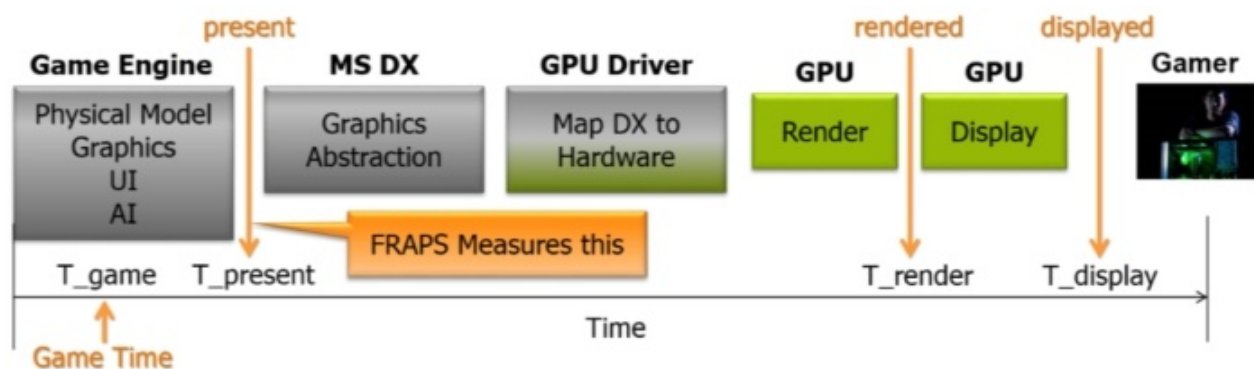 present
rendered
displayed
Game Engine
MS DX
GPU Driver
GPU
GPU
Gamer
Physical Model
Graphics
UI
AI
Graphics
Abstraction
Map DX to
Hardware
Render
Display
FRAPS Measures this
T_game
T_present
T_render
T_display
Time
Game Time